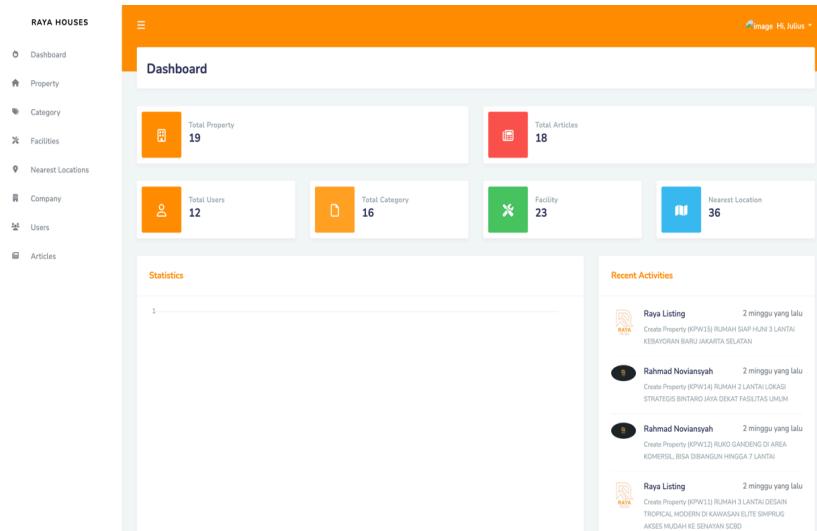 RAYA HOUSES
image Hi, Julius
Dashboard
Property
Category
Facilities
Nearest Locations
Company
Users
Articles
Dashboard
Total Property
19
Total Articles
18
Total Users
12
Total Category
16
Facility
23
Nearest Location
36
Statistics
1
Recent Activities
RAYA
Raya Listing 2 minggu yang lalu
Create Property (KPW15) RUMAH SIAP HUNI 3 LANTAI
KEBAYORAN BARU JAKARTA SELATAN
Rahmad Noviansyah 2 minggu yang lalu
Create Property (KPW14) RUMAH 2 LANTAI LOKASI
STRATEGIS BINTARO JAYA DEKAT FASILITAS UMUM
Rahmad Noviansyah 2 minggu yang lalu
Create Property (KPW12) RUKO GANDENG DI AREA
KOMERSIL, BISA DIBANGUN HINGGA 7 LANTAI
RAYA
Raya Listing 2 minggu yang lalu
Create Property (KPW11) RUMAH 3 LANTAI DESAIN
TROPICAL MODERN DI KAWASAN ELITE SIMPRUG
AKSES MUDAH KE SENAYAN SCBD